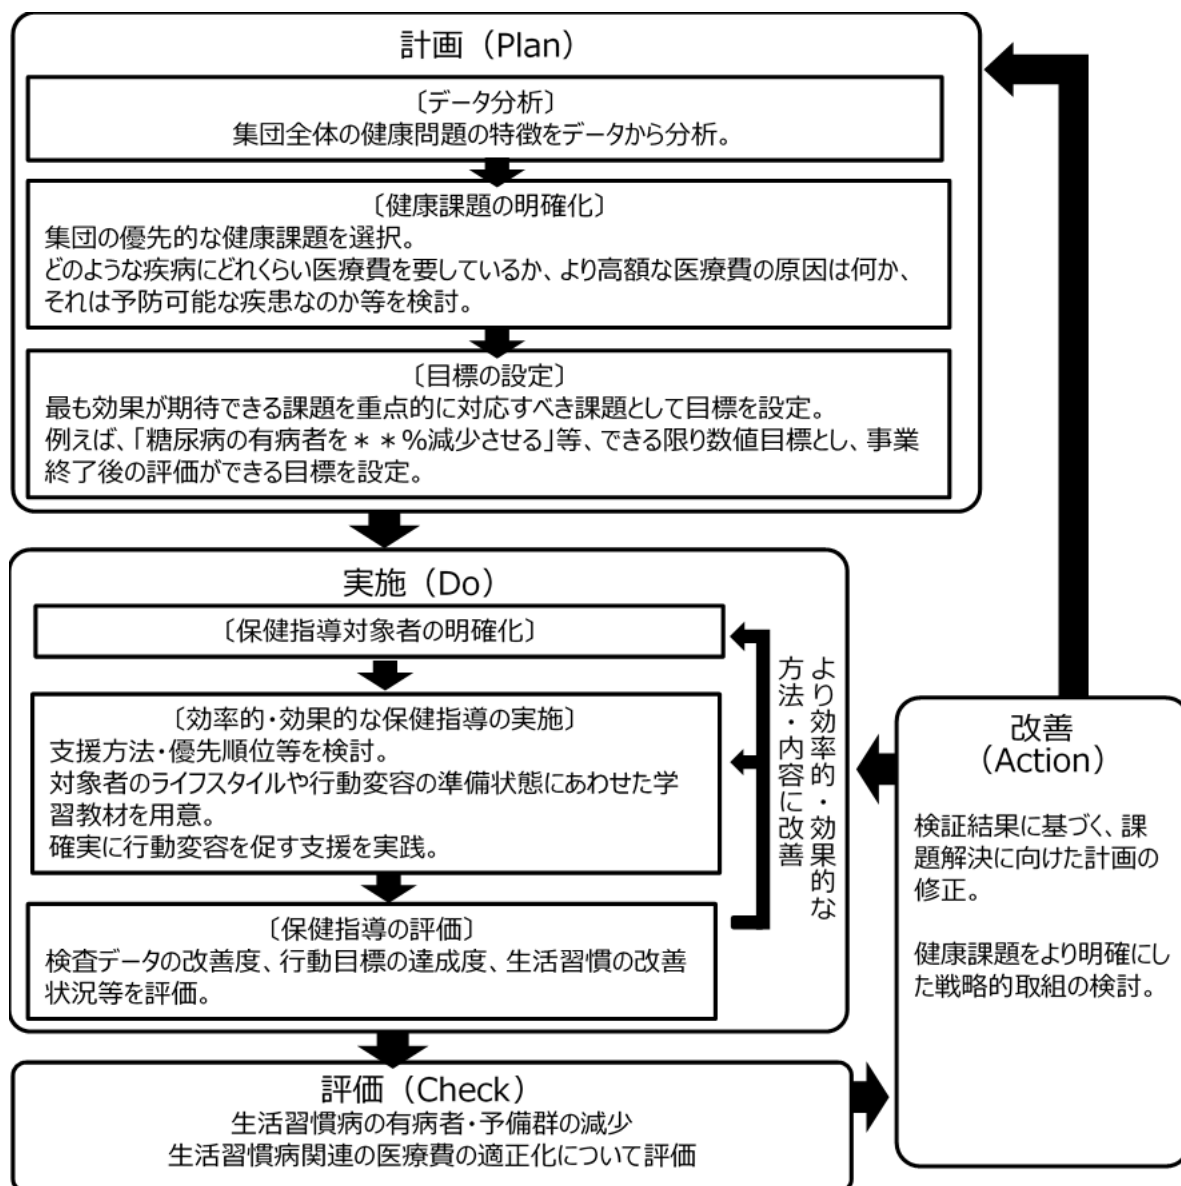 計画（Plan）
〔データ分析〕
集団全体の健康問題の特徴をデータから分析。
〔健康課題の明確化〕
集団の優先的な健康課題を選択。
どのような疾病にどれくらい医療費を要しているか、より高額な医療費の原因は何か、
それは予防可能な疾患なのか等を検討。
〔目標の設定〕
最も効果が期待できる課題を重点的に対応すべき課題として目標を設定。
例えば、「糖尿病の有病者を＊＊％減少させる」等、できる限り数値目標とし、事業
終了後の評価ができる目標を設定。
実施（Do）
〔保健指導対象者の明確化〕
〔効率的・効果的な保健指導の実施〕
支援方法・優先順位等を検討。
対象者のライフスタイルや行動変容の準備状態にあわせた学
習教材を用意。
確実に行動変容を促す支援を実践。
〔保健指導の評価〕
検査データの改善度、行動目標の達成度、生活習慣の改善
状況等を評価。
より効率的・効果的な
方法・内容に改善
評価（Check）
生活習慣病の有病者・予備群の減少
生活習慣病関連の医療費の適正化について評価
改善
（Action）
検証結果に基づく、課
題解決に向けた計画の
修正。
健康課題をより明確にし
た戦略的取組の検討。